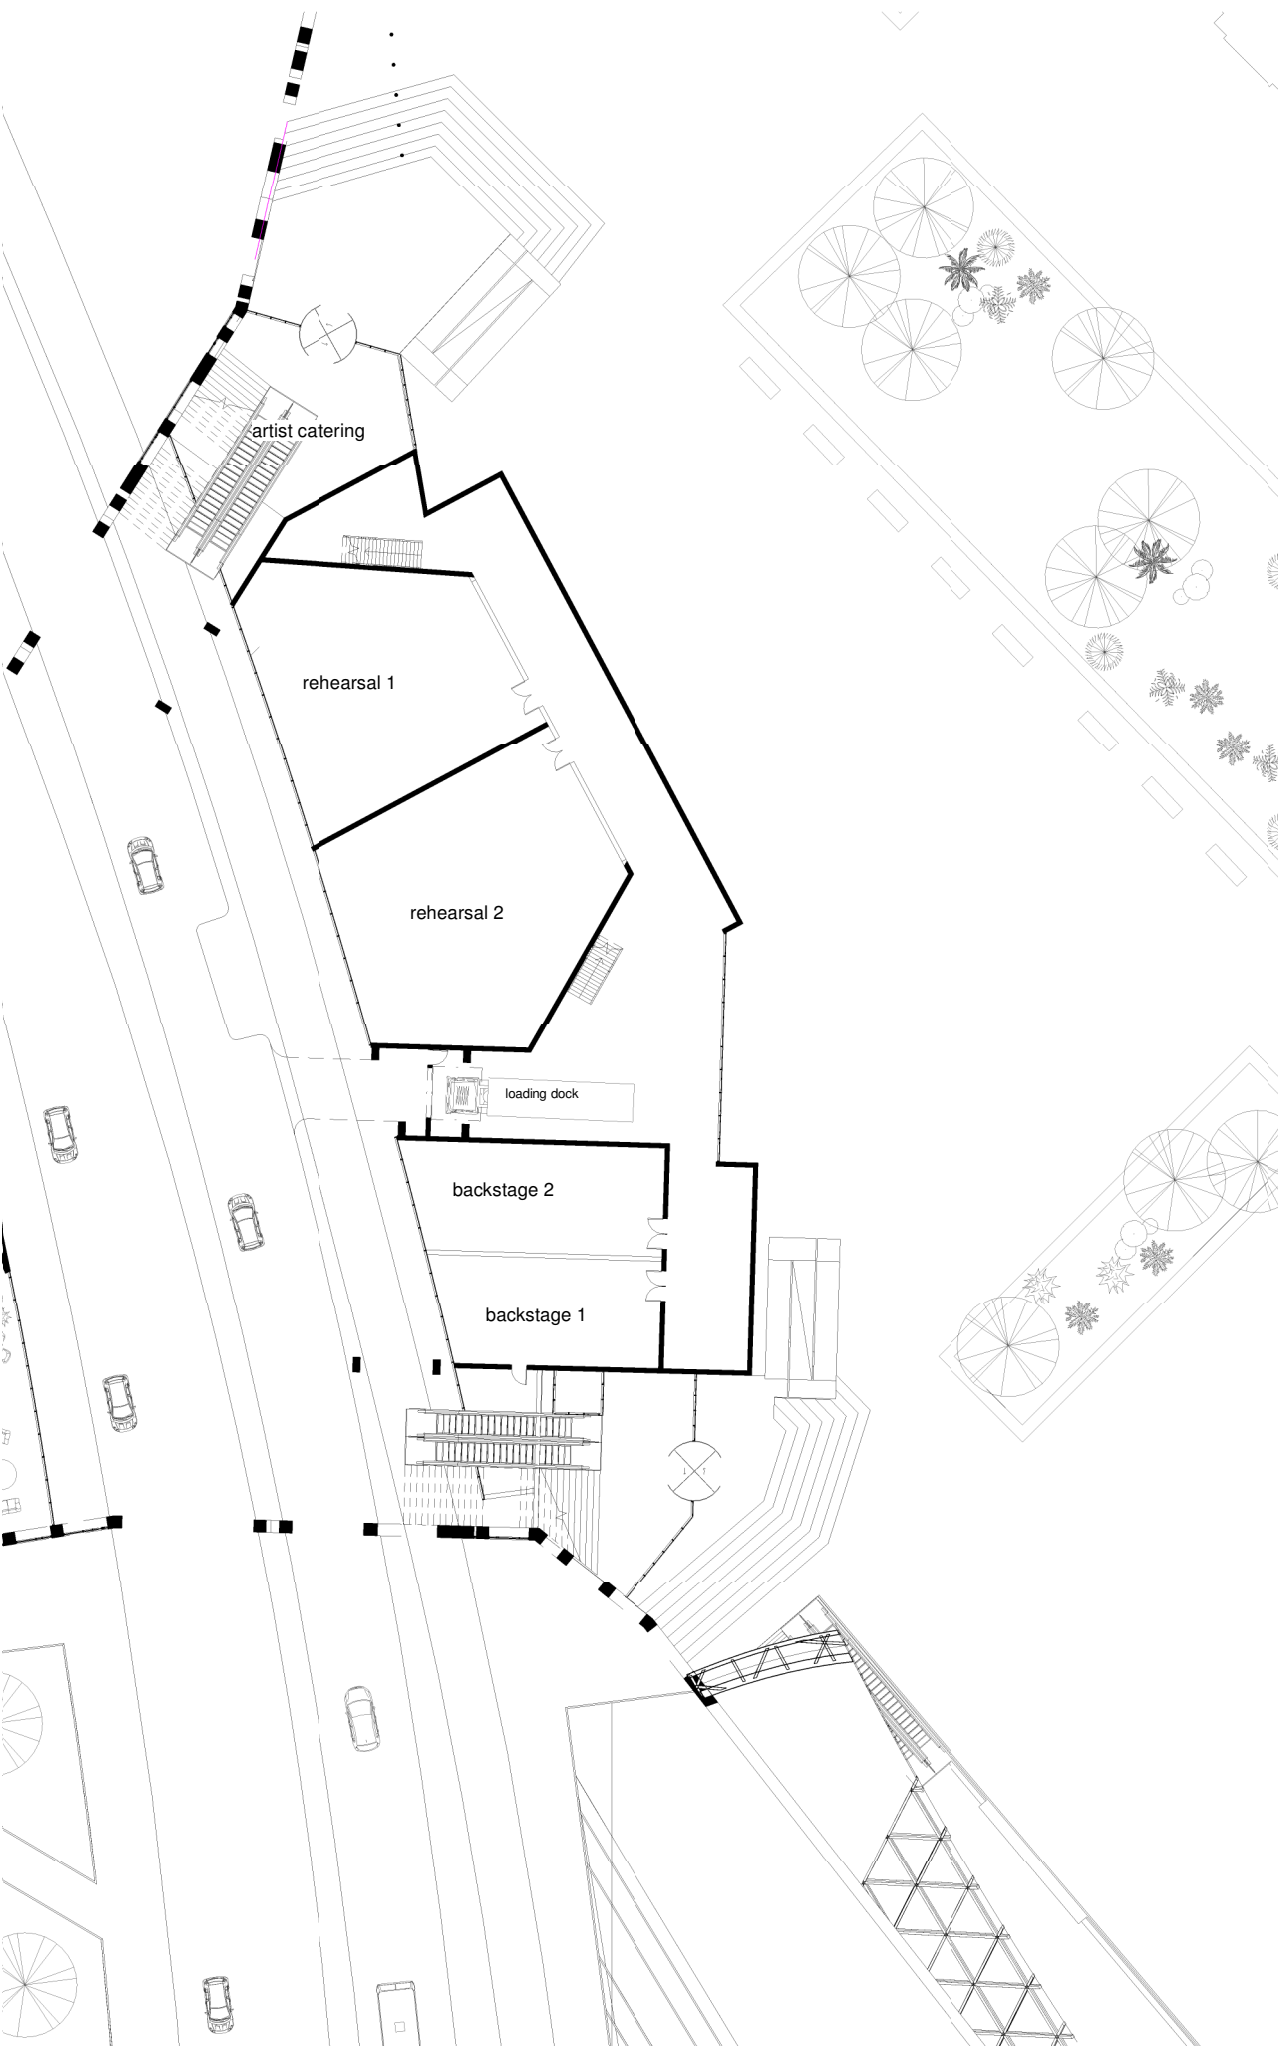 artist catering
rehearsal 1
rehearsal 2
loading dock
backstage 2
backstage 1